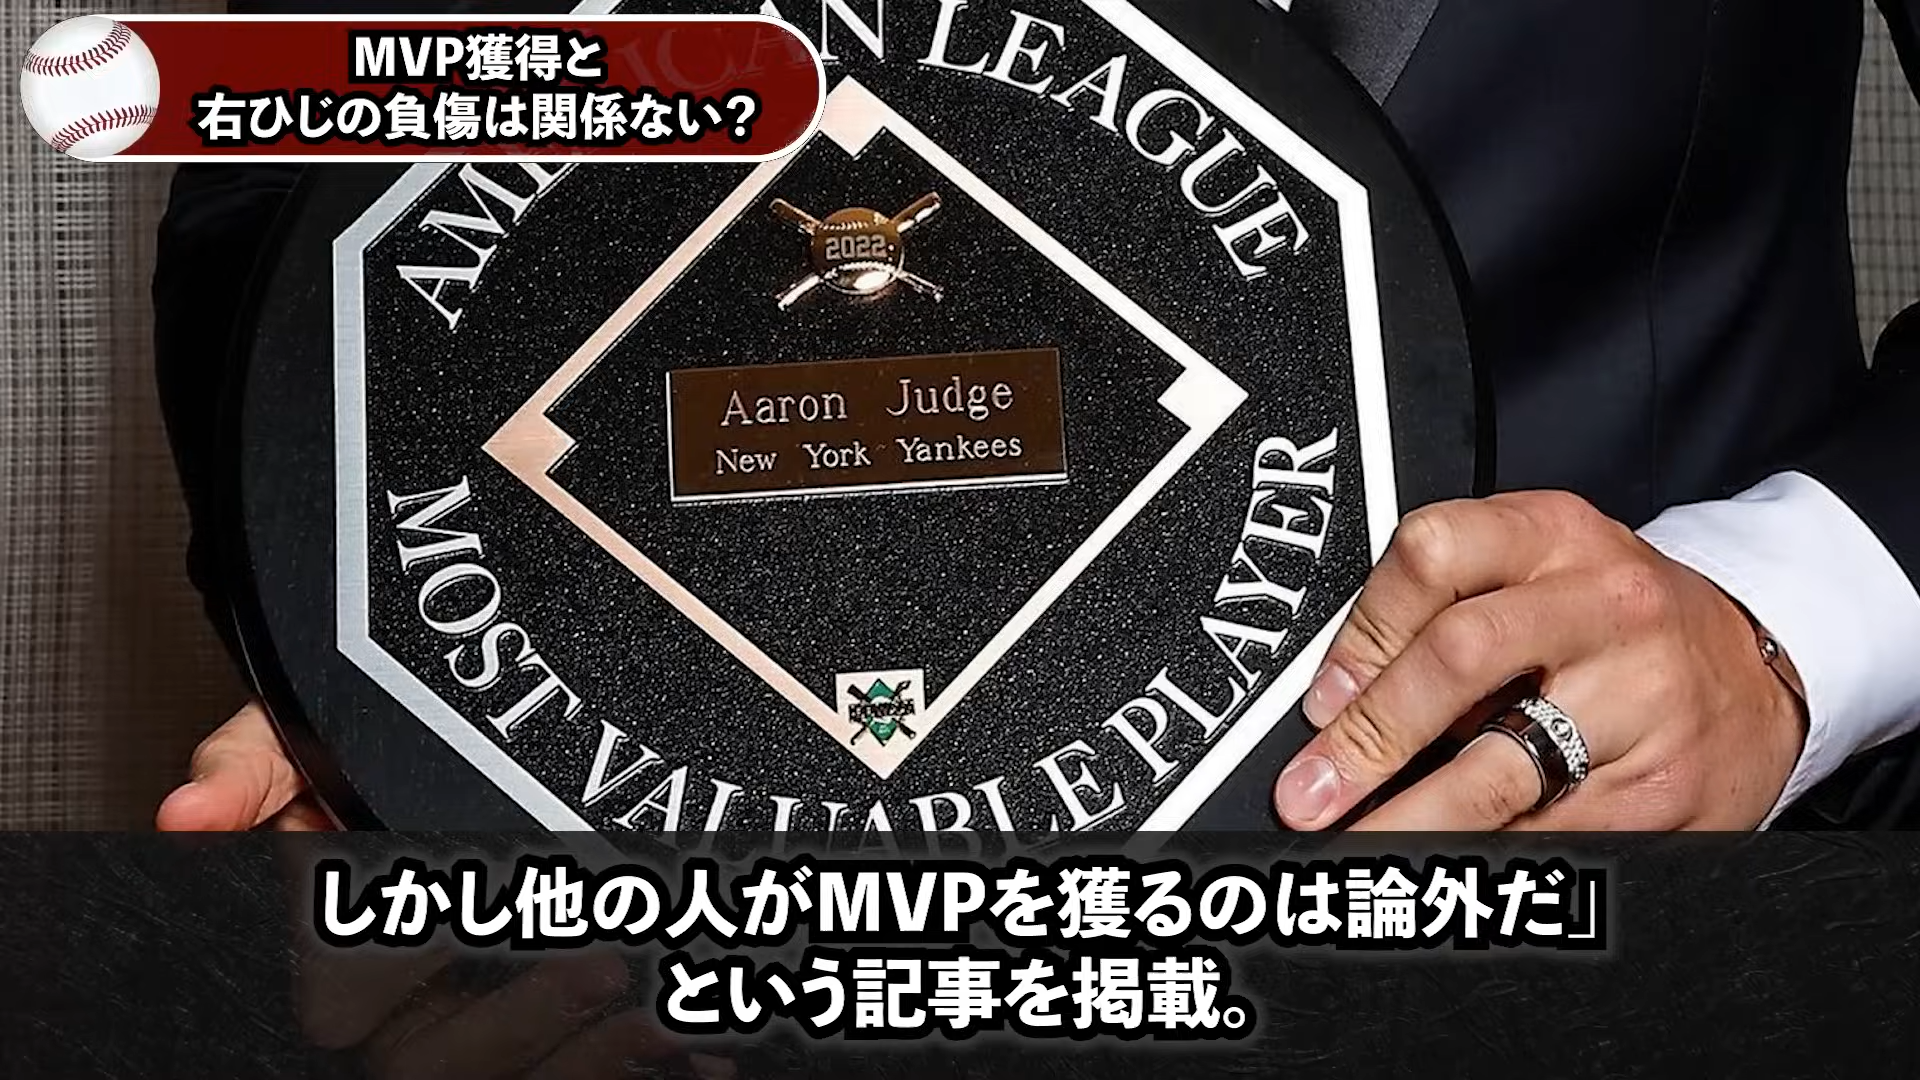 MVP獲得と
右ひじの負傷は関係ない?
AMERICAN LEAGUE
2022
Aaron Judge
New York Yankees
MOST VALUABLE PLAYER
しかし他の人がMVPを獲るのは論外だ」
という記事を掲載。